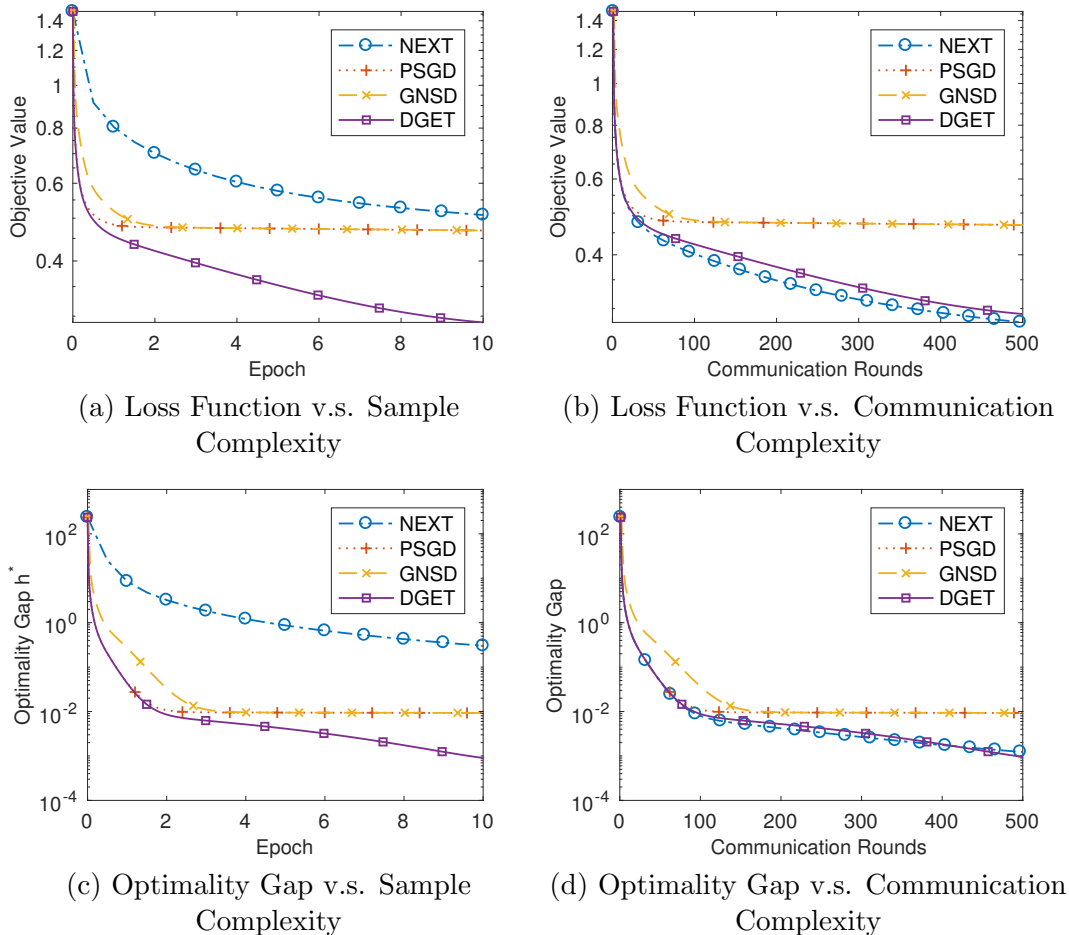 1.4
1.2
1
0.8
0.6
0.4
Objective Value
0 2 4 6 8 10
Epoch
NEXT
PSGD
GNSD
DGET
(a) Loss Function v.s. Sample
Complexity
1.4
1.2
1
0.8
0.6
0.4
Objective Value
0 100 200 300 400 500
Communication Rounds
NEXT
PSGD
GNSD
DGET
(b) Loss Function v.s. Communication
Complexity
10^2
10^0
10^-2
10^-4
Optimality Gap h*
0 2 4 6 8 10
Epoch
NEXT
PSGD
GNSD
DGET
(c) Optimality Gap v.s. Sample
Complexity
10^2
10^0
10^-2
10^-4
Optimality Gap
0 100 200 300 400 500
Communication Rounds
NEXT
PSGD
GNSD
DGET
(d) Optimality Gap v.s. Communication
Complexity